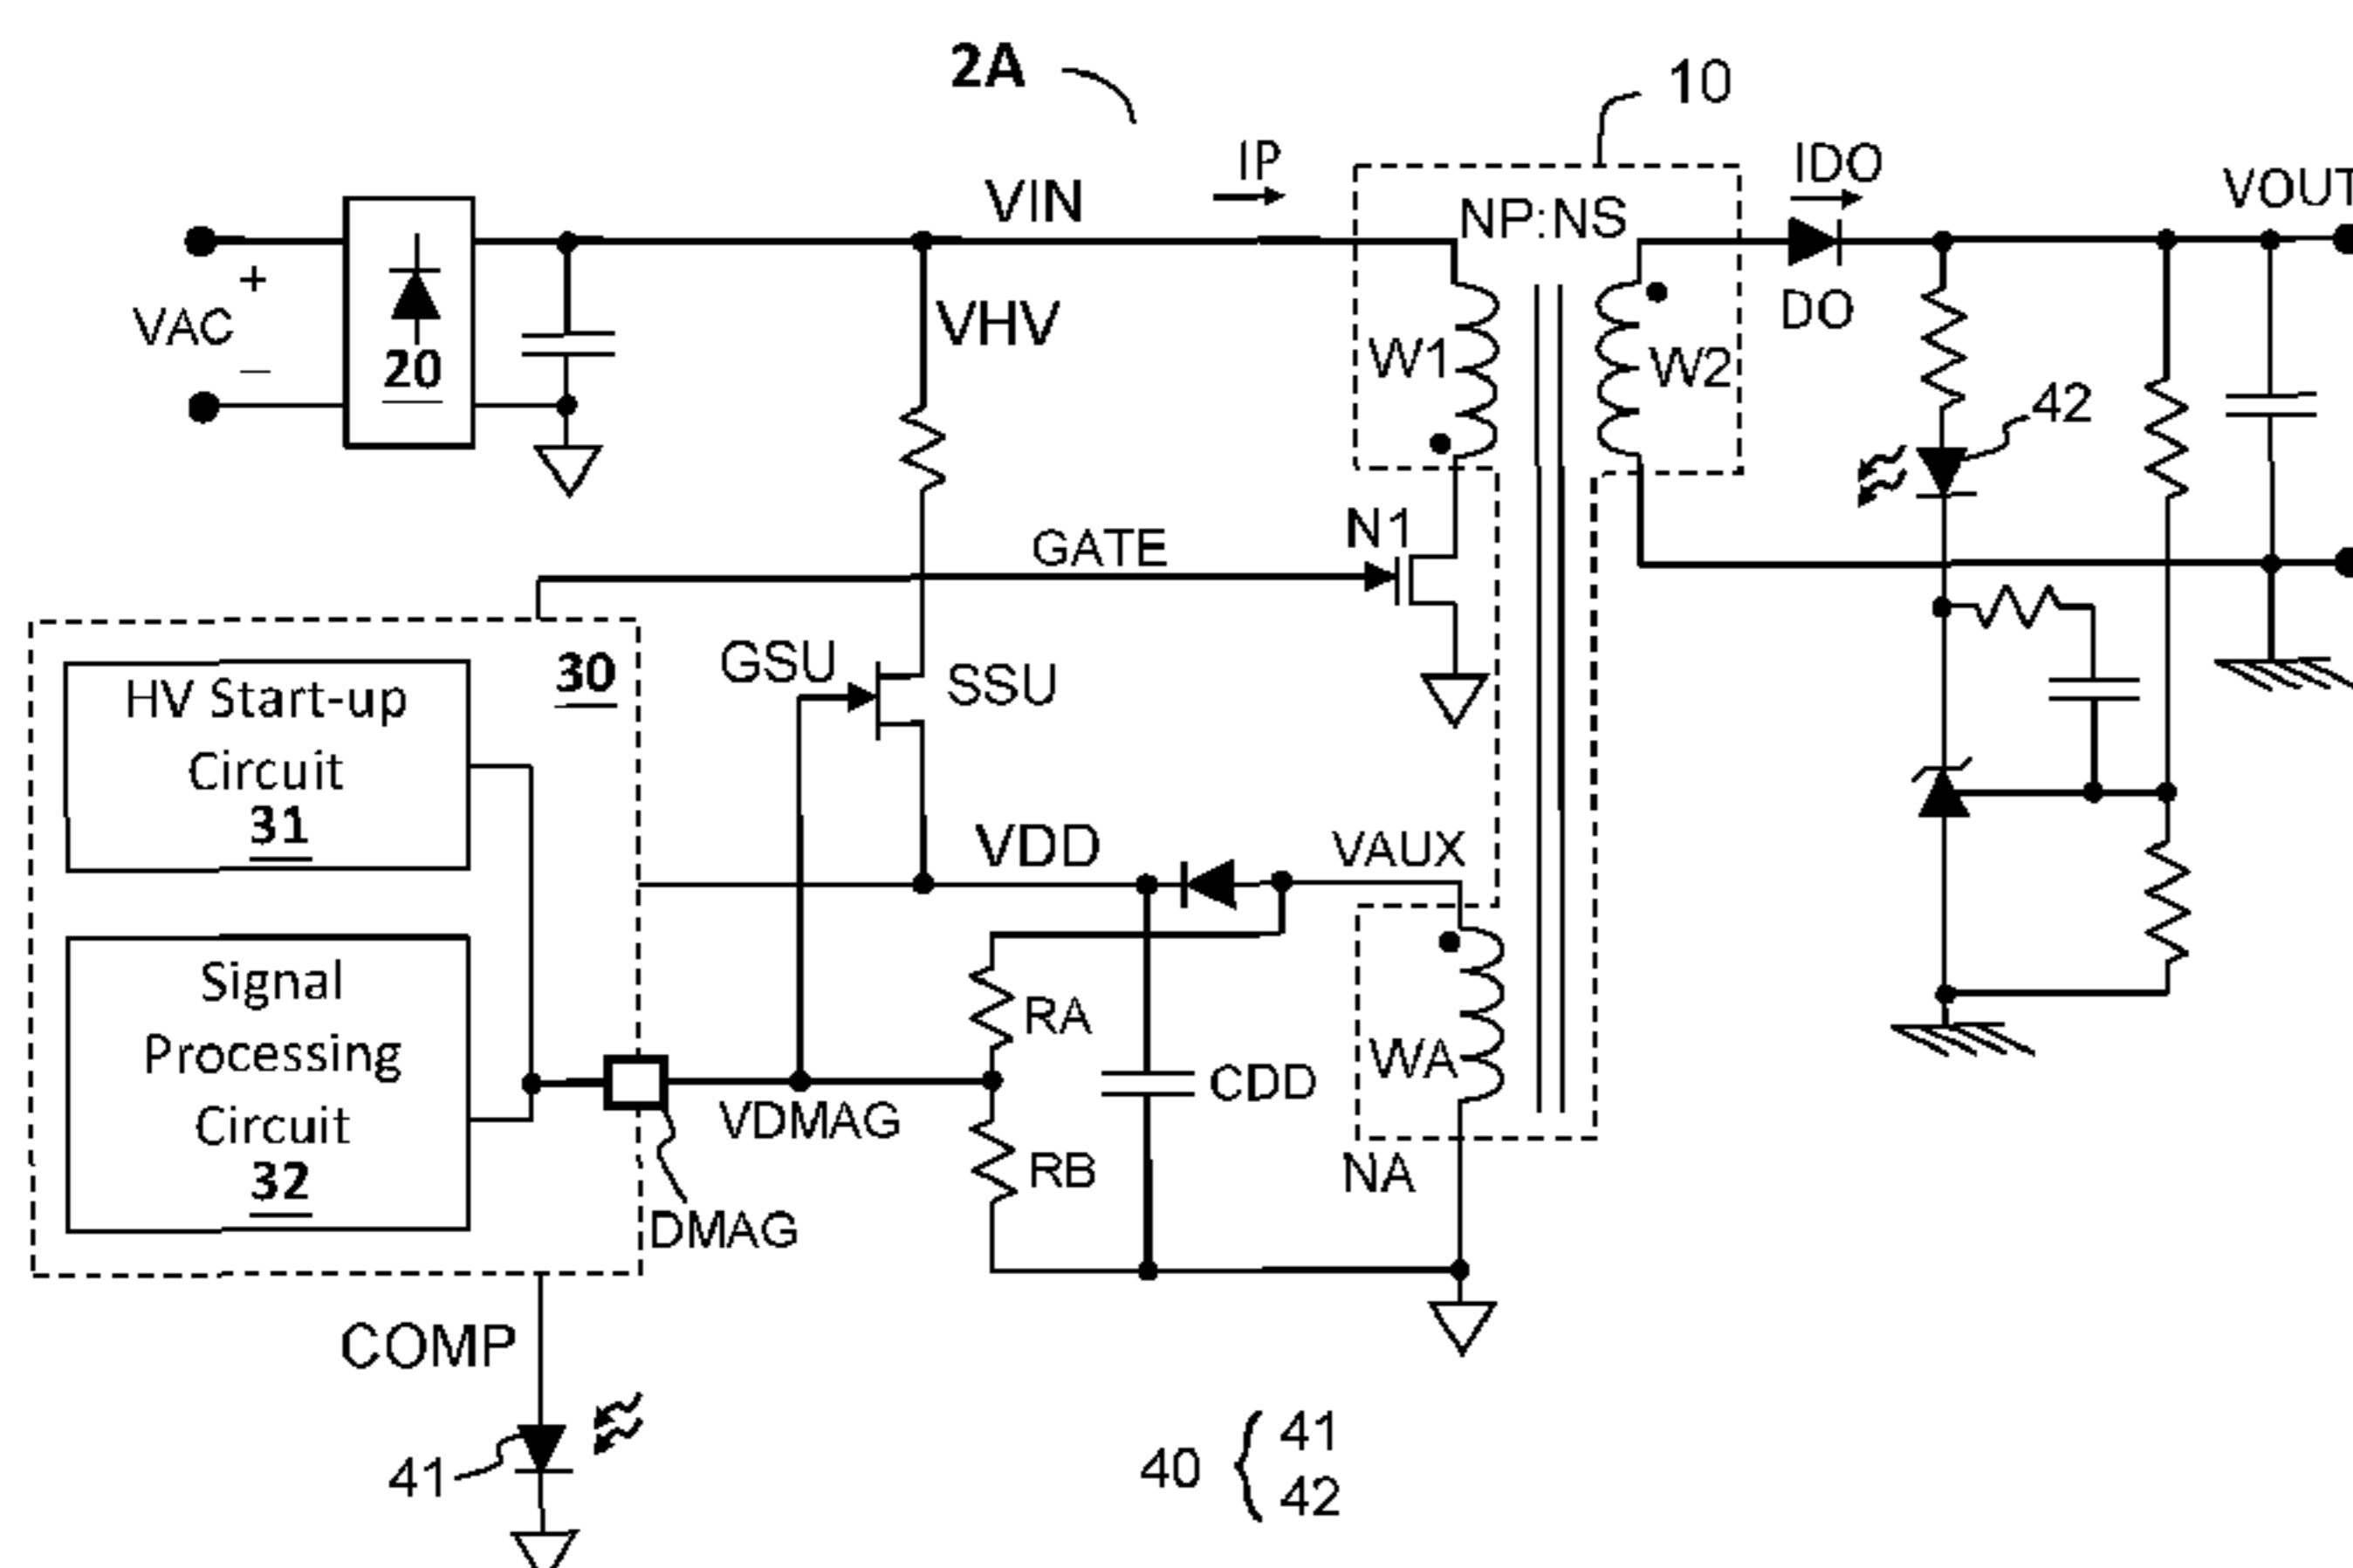 2A
10
IP
IDO
VOUT
VIN
NP:NS
+
VAC
−
20
VHV
W1
W2
DO
42
N1
GATE
GSU
SSU
30
HV Start-up
Circuit
31
VDD
VAUX
Signal
Processing
Circuit
32
RA
WA
CDD
VDMAG
RB
NA
DMAG
COMP
41
40 { 41
42